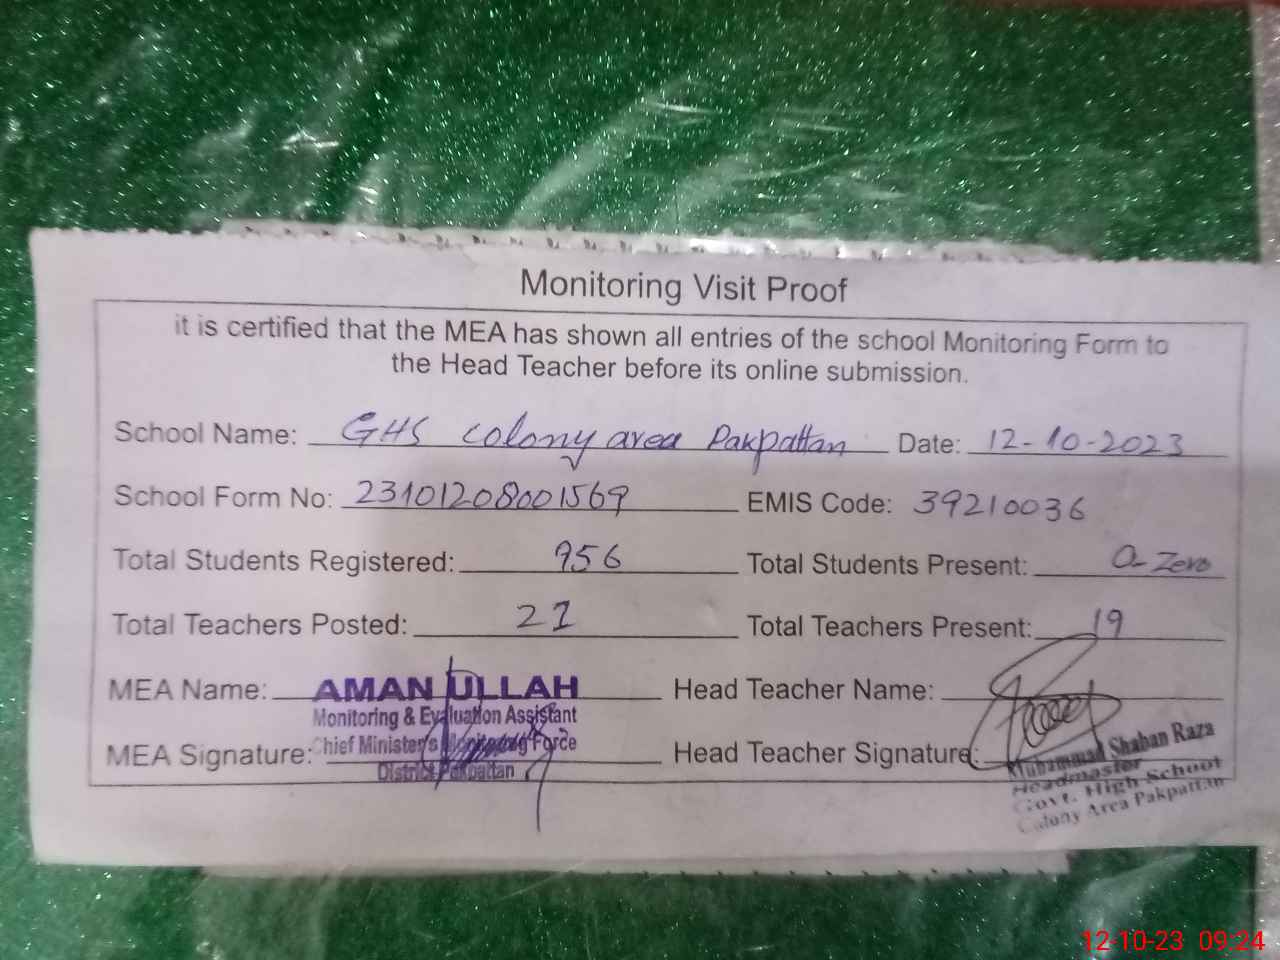 Monitoring Visit Proof
it is certified that the MEA has shown all entries of the school Monitoring Form to
the Head Teacher before its online submission.
School Name: GHS colony area Pakpattan Date: 12-10-2023
School Form No: 23101208001569 EMIS Code: 39210036
Total Students Registered: 956 Total Students Present: 0-Zero
Total Teachers Posted: 21 Total Teachers Present: 19
MEA Name: AMAN ULLAH Head Teacher Name:
Monitoring & Evaluation Assistant
MEA Signature: Chief Minister's Monitoring Force Head Teacher Signature:
District Pakpattan
Muhammad Shaban Raza
Headmaster
Govt. High School
Colony Area Pakpattan
12-10-23 09:24